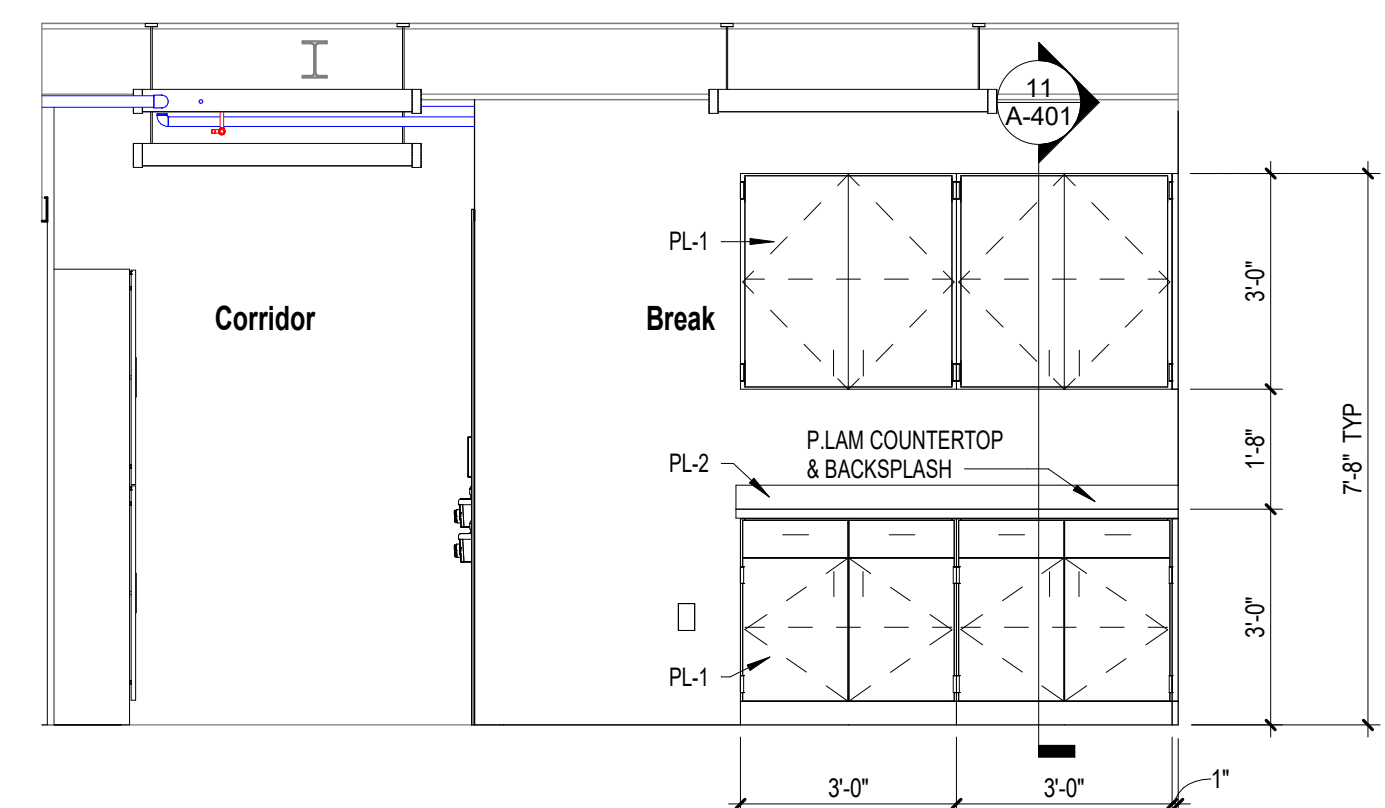 11
A-401
PL-1
3'-0"
Corridor
Break
P.LAM COUNTERTOP
& BACKSPLASH
PL-2
1'-8"
7'-8" TYP
3'-0"
PL-1
3'-0"
3'-0"
1"